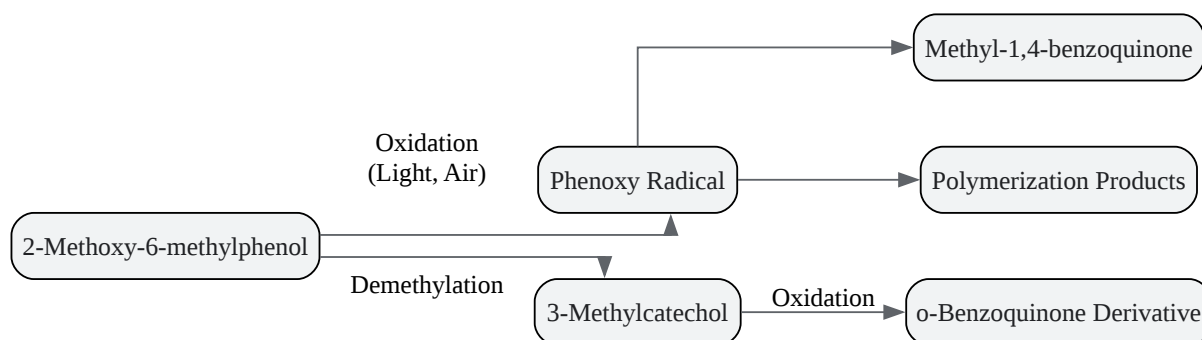 Methyl-1,4-benzoquinone
Oxidation
(Light, Air)
Phenoxy Radical
Polymerization Products
2-Methoxy-6-methylphenol
Demethylation
3-Methylcatechol
Oxidation
o-Benzoquinone Derivative